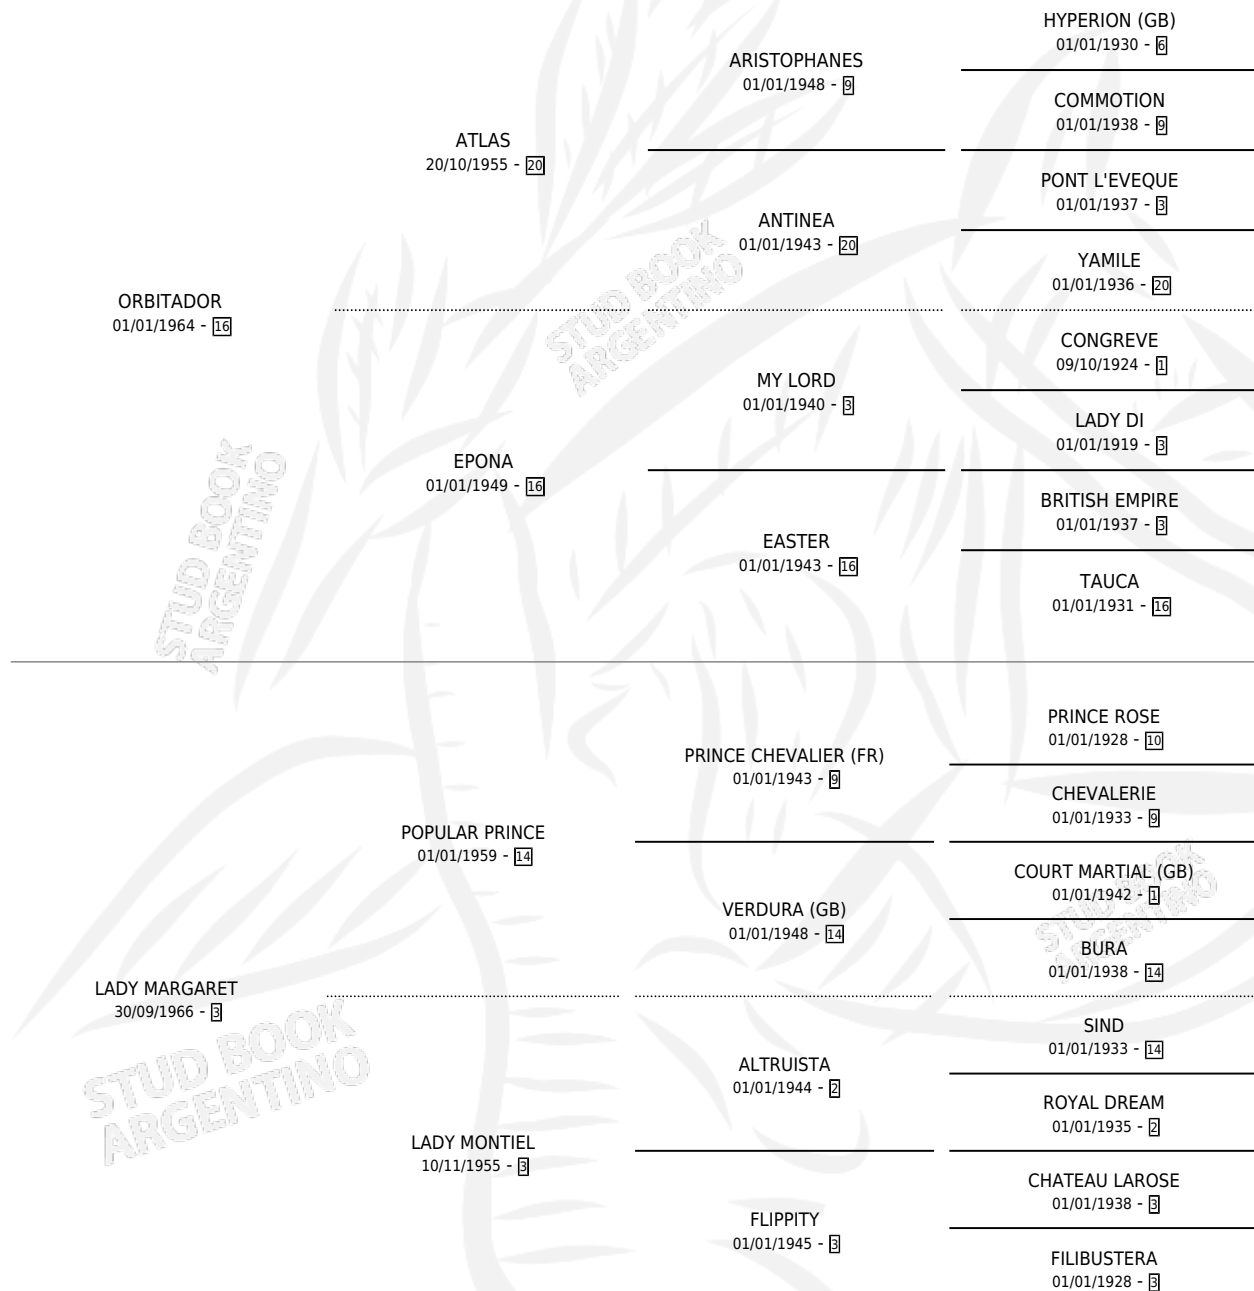 HYPERION (GB)
01/01/1930 - 6
ARISTOPHANES
01/01/1948 - 9
COMMOTION
01/01/1938 - 9
ATLAS
20/10/1955 - 20
PONT L'EVEQUE
01/01/1937 - 3
ANTINEA
01/01/1943 - 20
YAMILE
01/01/1936 - 20
ORBITADOR
01/01/1964 - 16
CONGREVE
09/10/1924 - 1
MY LORD
01/01/1940 - 3
LADY DI
01/01/1919 - 3
EPONA
01/01/1949 - 16
BRITISH EMPIRE
01/01/1937 - 3
EASTER
01/01/1943 - 16
TAUCA
01/01/1931 - 16
PRINCE ROSE
01/01/1928 - 10
PRINCE CHEVALIER (FR)
01/01/1943 - 9
CHEVALERIE
01/01/1933 - 9
POPULAR PRINCE
01/01/1959 - 14
COURT MARTIAL (GB)
01/01/1942 - 1
VERDURA (GB)
01/01/1948 - 14
BURA
01/01/1938 - 14
LADY MARGARET
30/09/1966 - 3
SIND
01/01/1933 - 14
ALTRUISTA
01/01/1944 - 2
ROYAL DREAM
01/01/1935 - 2
LADY MONTIEL
10/11/1955 - 3
CHATEAU LAROSE
01/01/1938 - 3
FLIPPITY
01/01/1945 - 3
FILIBUSTERA
01/01/1928 - 3
STUD BOOK
ARGENTINO
STUD BOOK
ARGENTINO
STUD BOOK
ARGENTINO
STUD BOOK
ARGENTINO